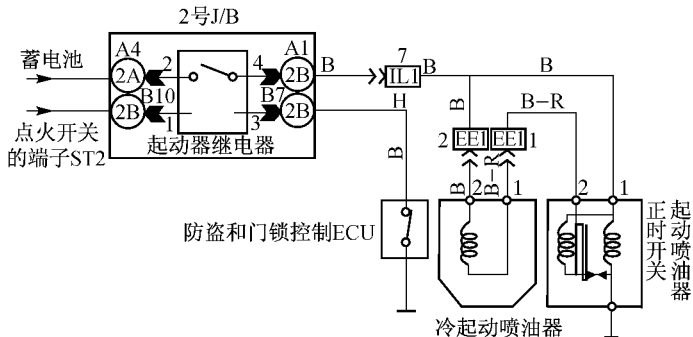 2号J/B
蓄电池
A4
2
4
A1
2A
2B
B
7
IL1
B
B
B10
B7
2B
2B
H
B
B-R
点火开关
的端子ST2
1
3
起动器继电器
2
EE1
EE1
1
B
B
B-R
2
1
2
1
防盗和门锁控制ECU
冷起动喷油器
起动喷油器
正时开关